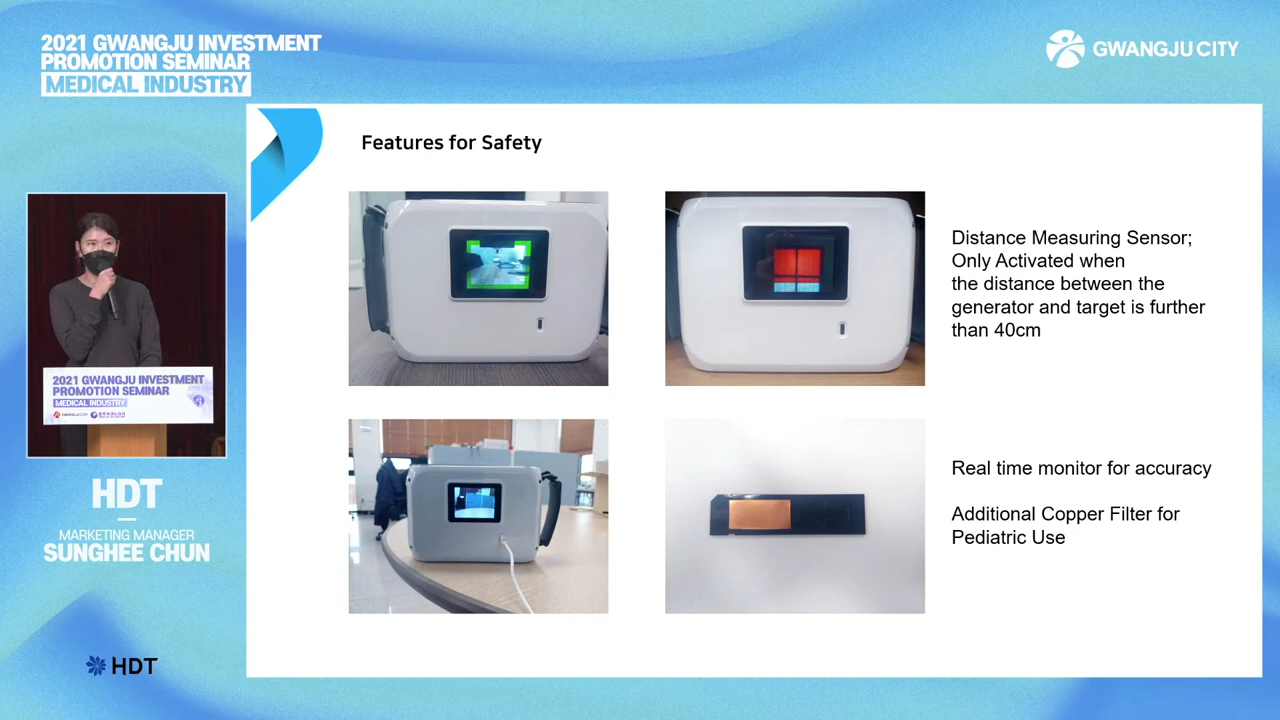 2021 GWANGJU INVESTMENT
PROMOTION SEMINAR
MEDICAL INDUSTRY
GWANGJU CITY
Features for Safety
Distance Measuring Sensor;
Only Activated when
the distance between the
generator and target is further
than 40cm
Real time monitor for accuracy
Additional Copper Filter for
Pediatric Use
2021 GWANGJU INVESTMENT
PROMOTION SEMINAR
MEDICAL INDUSTRY
GWANGJU CITY
HDT
MARKETING MANAGER
SUNGHEE CHUN
HDT